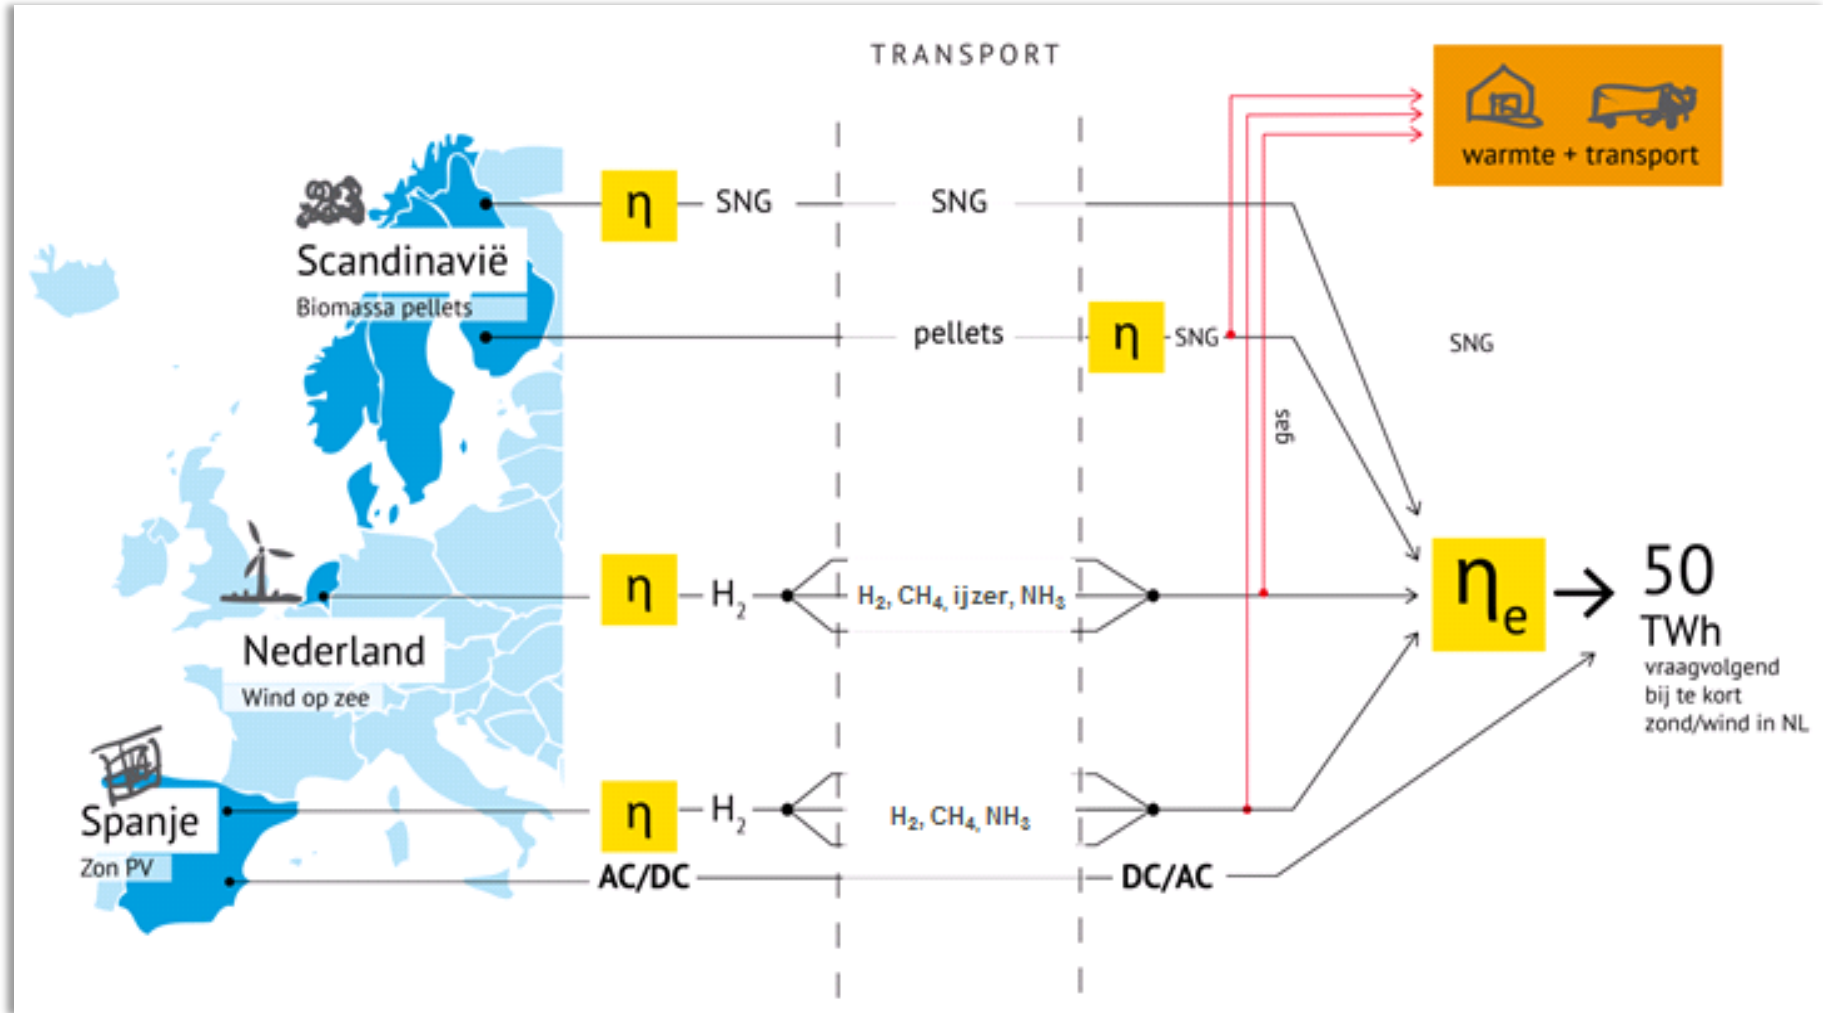 TRANSPORT
warmte + transport
η SNG SNG
Scandinavië
Biomassa pellets
pellets η SNG
SNG
gas
η H₂ H₂, CH₄, ijzer, NH₃
ηe 50
TWh
vraagvolgend
bij te kort
zond/wind in NL
Nederland
Wind op zee
Spanje
Zon PV
η H₂ H₂, CH₄, NH₃
AC/DC DC/AC